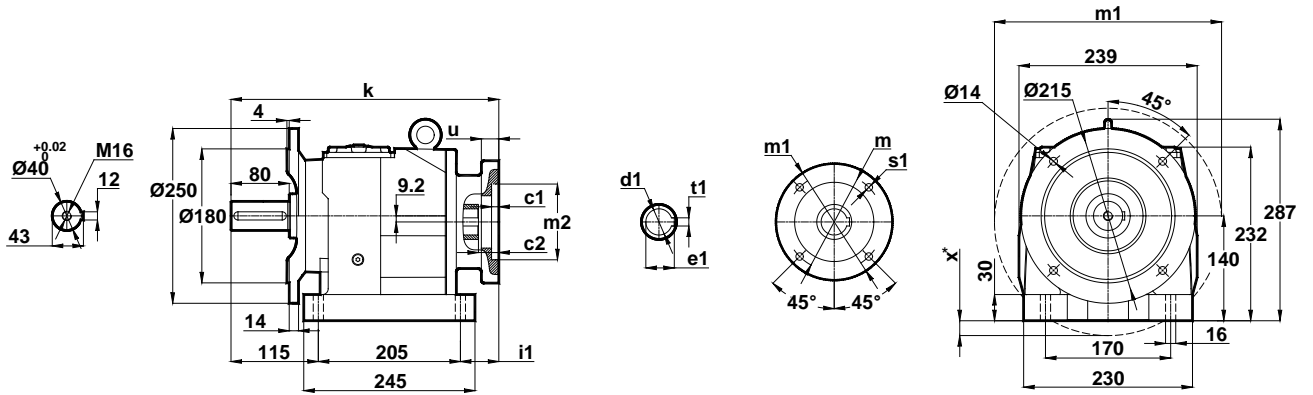 k
4
u
+0.02
0
Ø40
M16
12
43
Ø250
Ø180
80
9.2
c1
m2
c2
14
115
205
i1
245
d1
t1
e1
m1
m
s1
45°
45°
m1
239
Ø14
Ø215
45°
x*
30
287
232
140
170
16
230